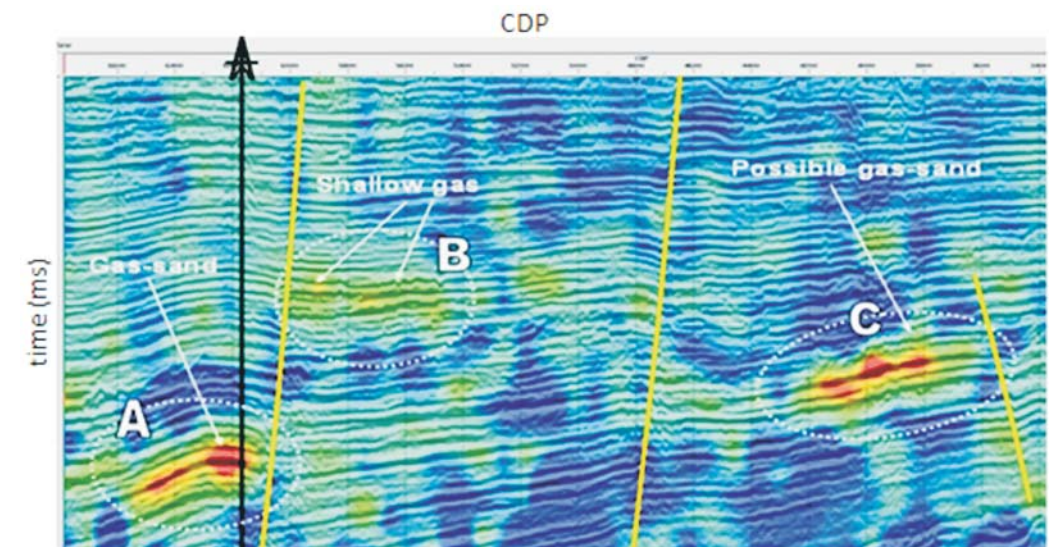 CDP
Shallow gas
Possible gas-sand
B
Gas-sand
C
A
time (ms)